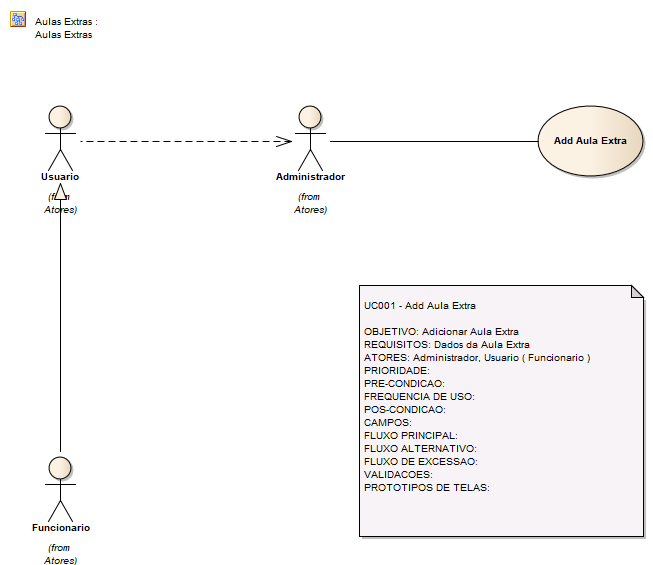 Aulas Extras :
Aulas Extras
Usuario
(from
Atores)
Administrador
(from
Atores)
Add Aula Extra
UC001 - Add Aula Extra
OBJETIVO: Adicionar Aula Extra
REQUISITOS: Dados da Aula Extra
ATORES: Administrador, Usuario ( Funcionario )
PRIORIDADE:
PRE-CONDICAO:
FREQUENCIA DE USO:
POS-CONDICAO:
CAMPOS:
FLUXO PRINCIPAL:
FLUXO ALTERNATIVO:
FLUXO DE EXCESSAO:
VALIDACOES:
PROTOTIPOS DE TELAS:
Funcionario
(from
Atores)